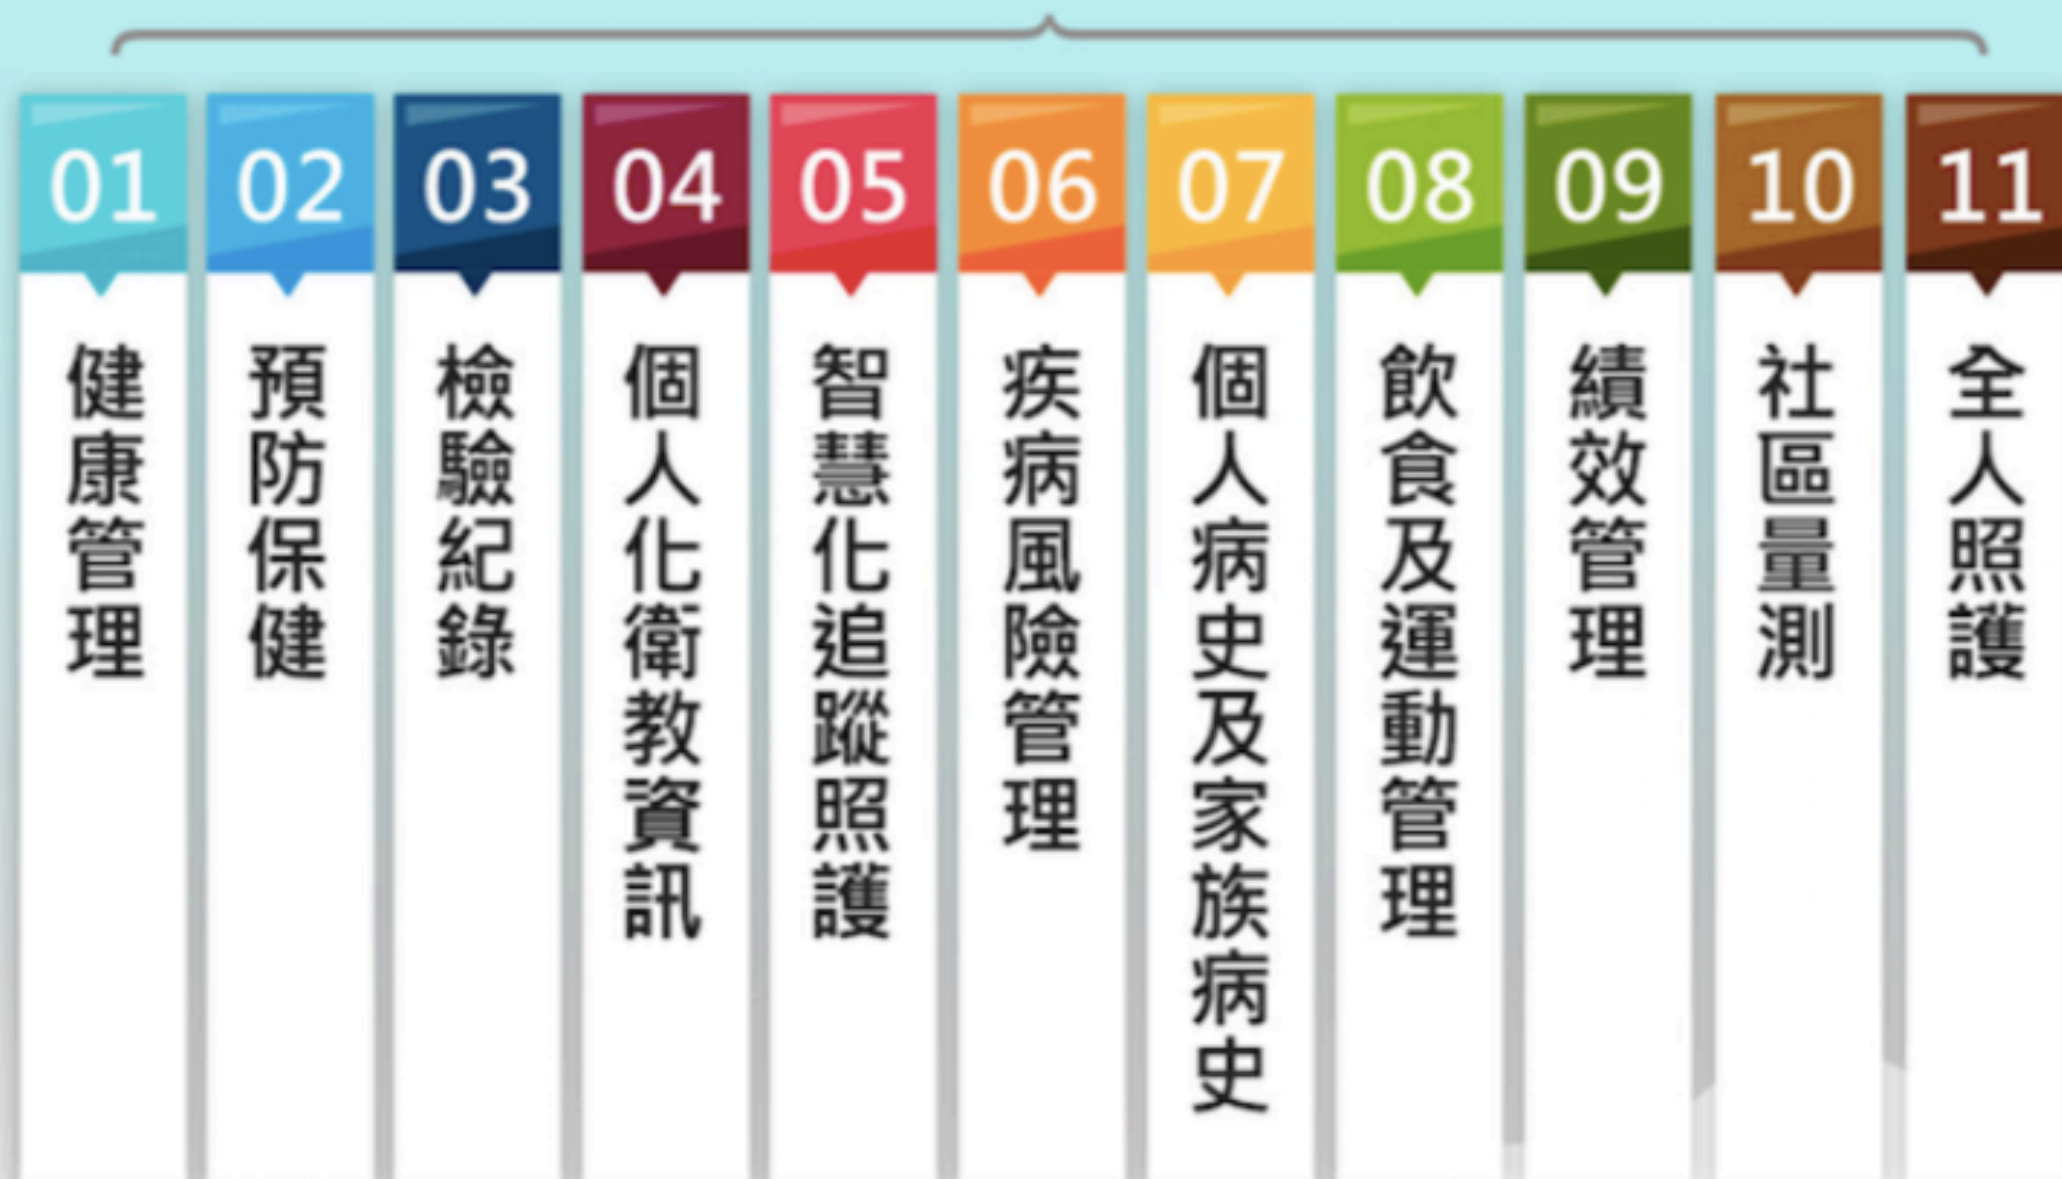 01
健康管理
02
預防保健
03
檢驗紀錄
04
個人化衛教資訊
05
智慧化追蹤照護
06
疾病風險管理
07
個人病史及家族病史
08
飲食及運動管理
09
績效管理
10
社區量測
11
全人照護